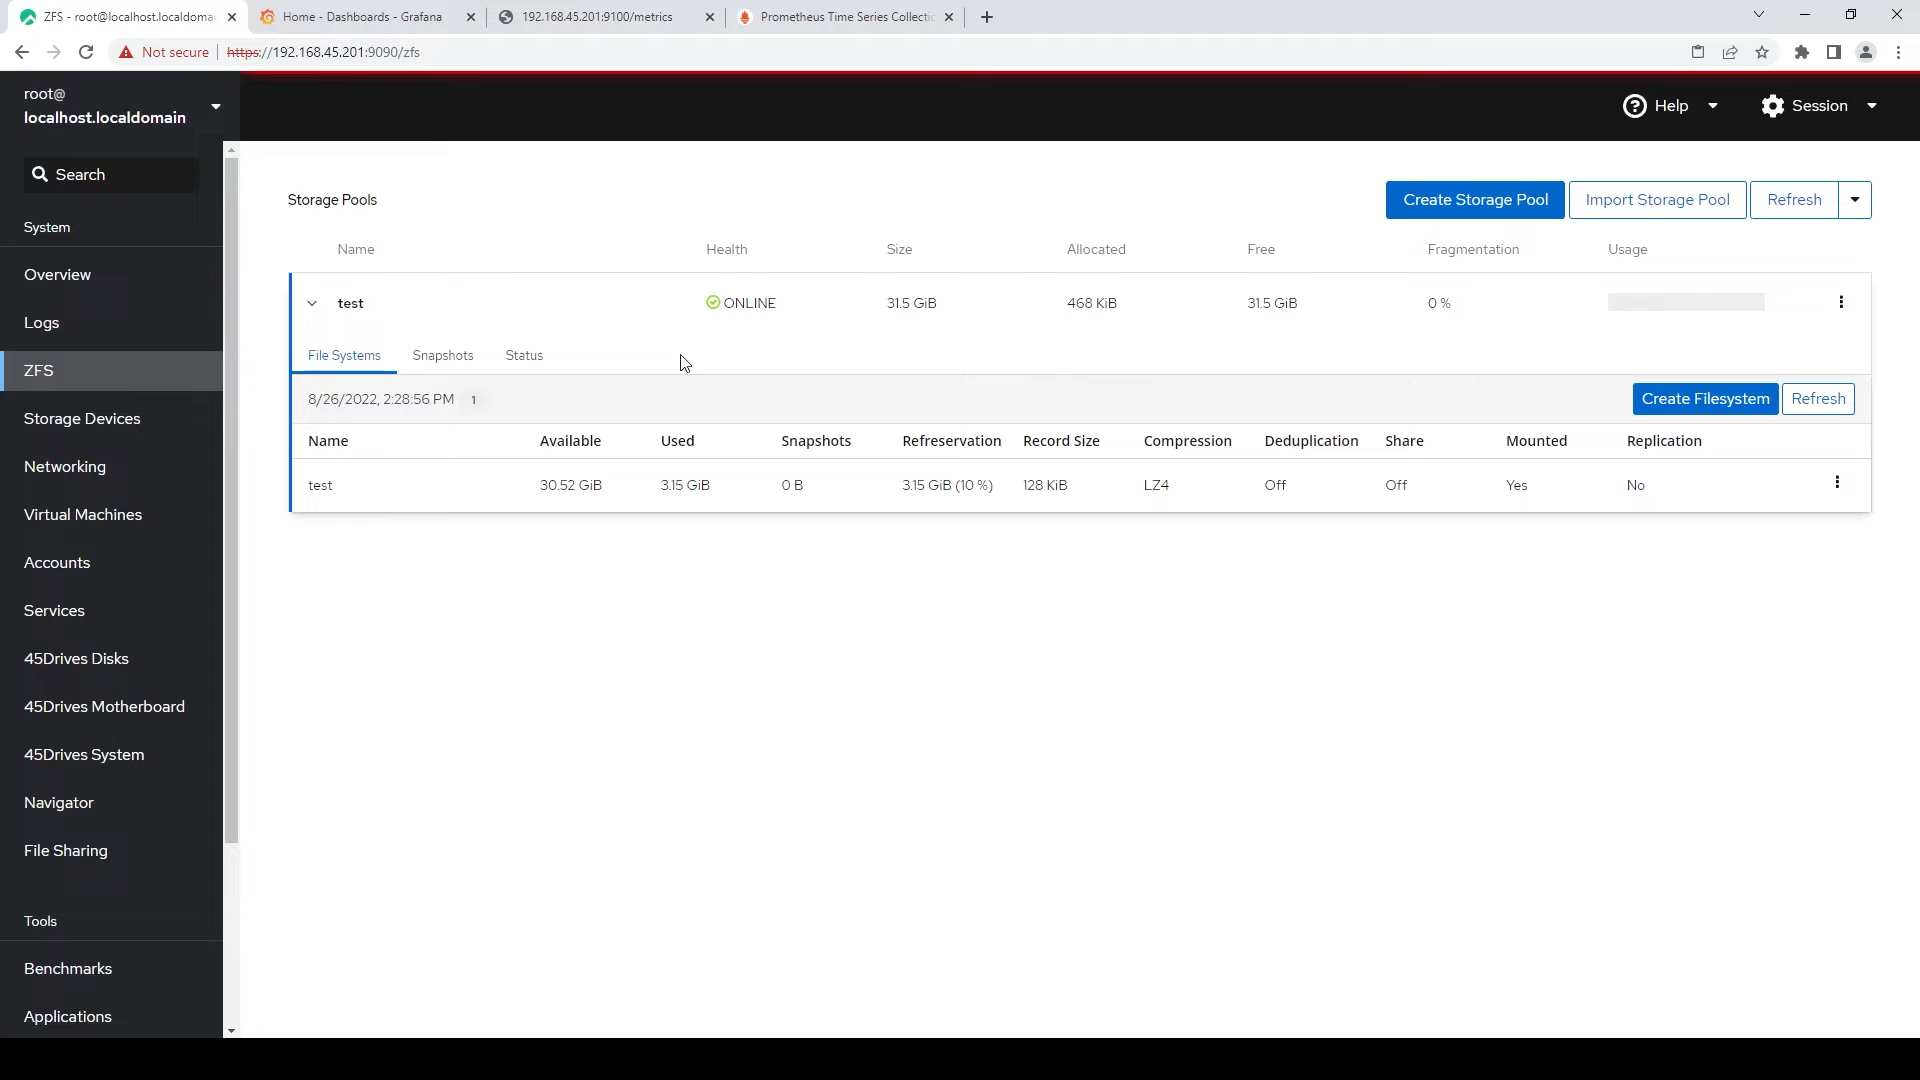 ZFS - root@localhost.localdomai
Home - Dashboards - Grafana
192.168.45.201:9100/metrics
Prometheus Time Series Collectio
Not secure
https://192.168.45.201:9090/zfs
root@
localhost.localdomain
Help
Session
Search
System
Overview
Logs
ZFS
Storage Devices
Networking
Virtual Machines
Accounts
Services
45Drives Disks
45Drives Motherboard
45Drives System
Navigator
File Sharing
Tools
Benchmarks
Applications
Storage Pools
Create Storage Pool
Import Storage Pool
Refresh
Name Health Size Allocated Free Fragmentation Usage
test ONLINE 31.5 GiB 468 KiB 31.5 GiB 0 %
File Systems Snapshots Status
8/26/2022, 2:28:56 PM 1
Create Filesystem Refresh
Name Available Used Snapshots Refreservation Record Size Compression Deduplication Share Mounted Replication
test 30.52 GiB 3.15 GiB 0 B 3.15 GiB (10 %) 128 KiB LZ4 Off Off Yes No